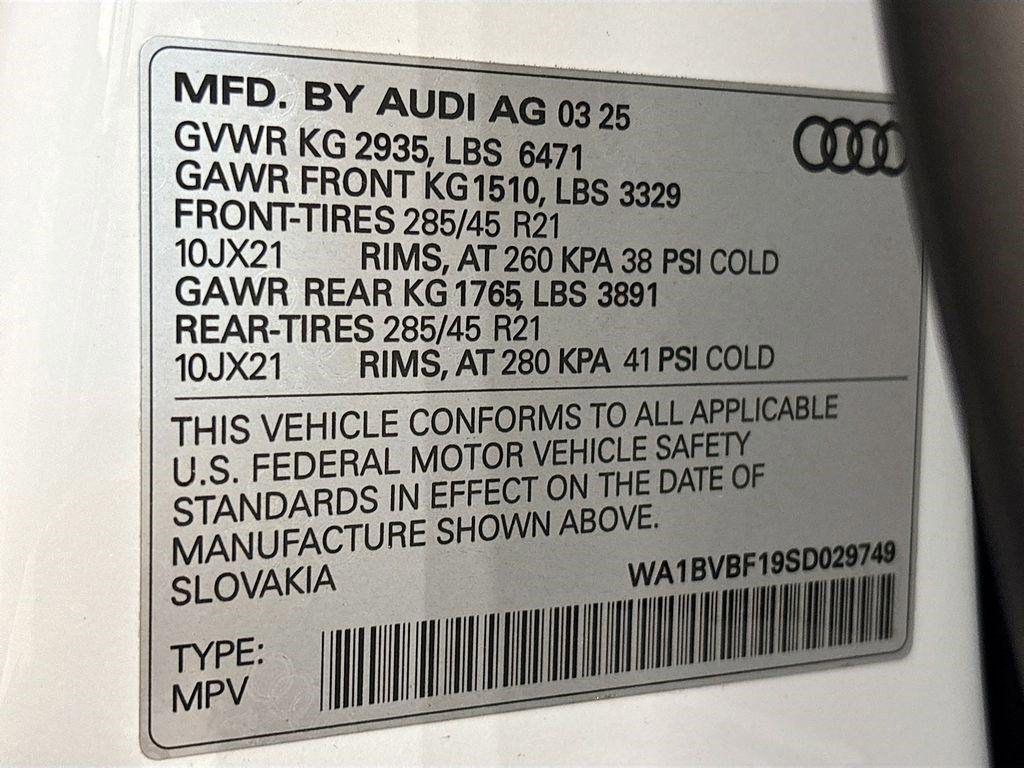 MFD. BY AUDI AG 03 25
GVWR KG 2935, LBS 6471
GAWR FRONT KG1510, LBS 3329
FRONT-TIRES 285/45 R21
10JX21 RIMS, AT 260 KPA 38 PSI COLD
GAWR REAR KG1765, LBS 3891
REAR-TIRES 285/45 R21
10JX21 RIMS, AT 280 KPA 41 PSI COLD
THIS VEHICLE CONFORMS TO ALL APPLICABLE
U.S. FEDERAL MOTOR VEHICLE SAFETY
STANDARDS IN EFFECT ON THE DATE OF
MANUFACTURE SHOWN ABOVE.
SLOVAKIA WA1BVBF19SD029749
TYPE:
MPV